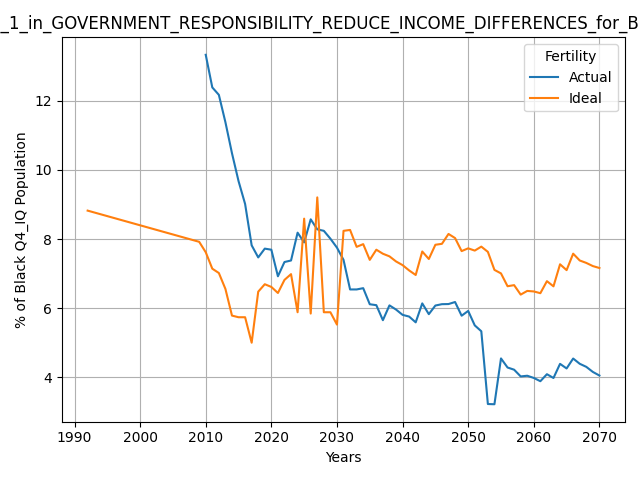 _1_in_GOVERNMENT_RESPONSIBILITY_REDUCE_INCOME_DIFFERENCES_for_B
Fertility
Actual
Ideal
% of Black Q4_IQ Population
12
10
8
6
4
1990 2000 2010 2020 2030 2040 2050 2060 2070
Years